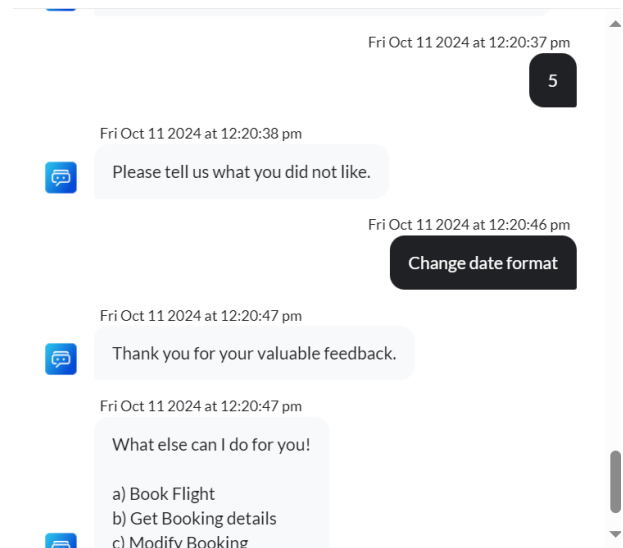 Fri Oct 11 2024 at 12:20:37 pm
5
Fri Oct 11 2024 at 12:20:38 pm
Please tell us what you did not like.
Fri Oct 11 2024 at 12:20:46 pm
Change date format
Fri Oct 11 2024 at 12:20:47 pm
Thank you for your valuable feedback.
Fri Oct 11 2024 at 12:20:47 pm
What else can I do for you!
a) Book Flight
b) Get Booking details
c) Modify Booking